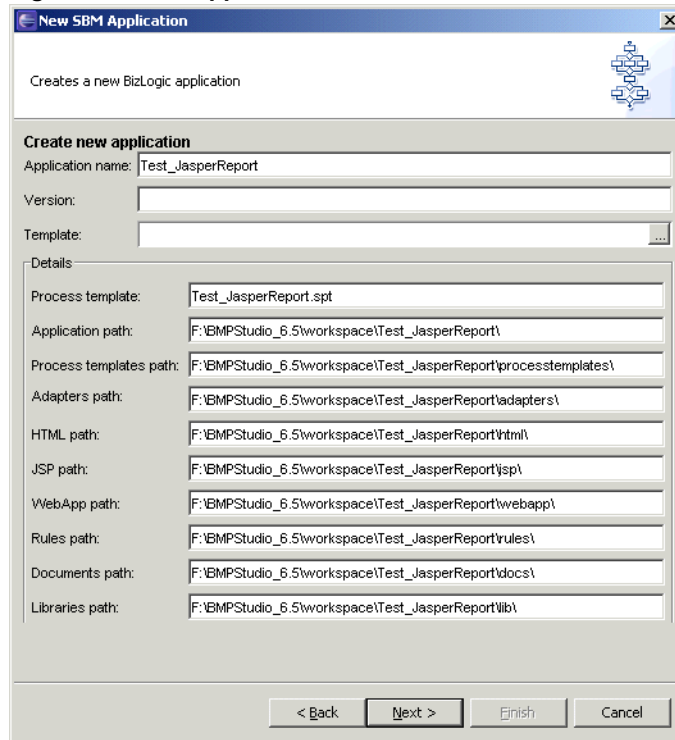 New SBM Application
Creates a new BizLogic application
Create new application
Application name: Test_JasperReport
Version:
Template: ...
Details
Process template: Test_JasperReport.spt
Application path: F:\BMPStudio_6.5\workspace\Test_JasperReport\
Process templates path: F:\BMPStudio_6.5\workspace\Test_JasperReport\processtemplates\
Adapters path: F:\BMPStudio_6.5\workspace\Test_JasperReport\adapters\
HTML path: F:\BMPStudio_6.5\workspace\Test_JasperReport\html\
JSP path: F:\BMPStudio_6.5\workspace\Test_JasperReport\jsp\
WebApp path: F:\BMPStudio_6.5\workspace\Test_JasperReport\webapp\
Rules path: F:\BMPStudio_6.5\workspace\Test_JasperReport\rules\
Documents path: F:\BMPStudio_6.5\workspace\Test_JasperReport\docs\
Libraries path: F:\BMPStudio_6.5\workspace\Test_JasperReport\lib\
< Back Next > Finish Cancel